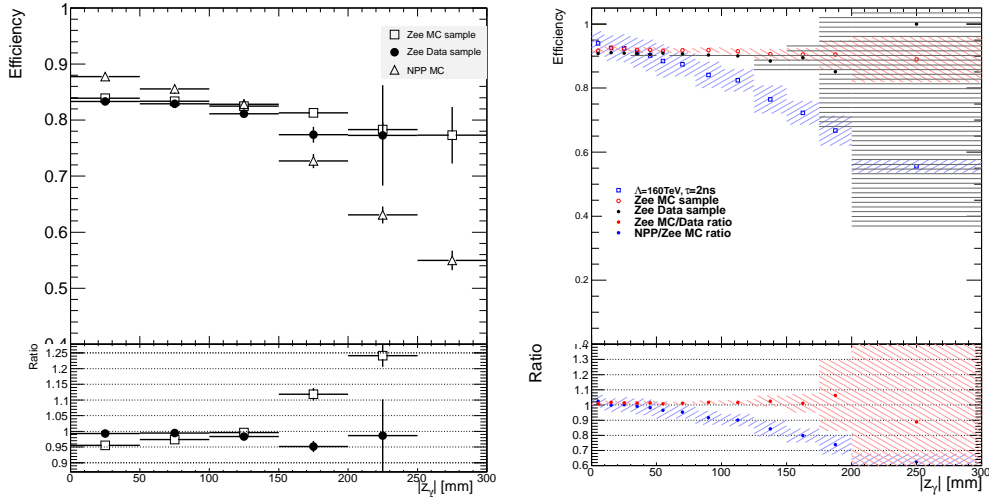 Efficiency
1
0.9
0.8
0.7
0.6
0.5
0.4
Zee MC sample
Zee Data sample
NPP MC
Ratio
1.25
1.2
1.15
1.1
1.05
1
0.95
0.9
0 50 100 150 200 250 300
|z_γ| [mm]
Efficiency
1
0.8
0.6
0.4
0.2
0
Λ=160TeV, τ=2ns
Zee MC sample
Zee Data sample
Zee MC/Data ratio
NPP/Zee MC ratio
Ratio
1.4
1.3
1.2
1.1
1
0.9
0.8
0.7
0.6
0 50 100 150 200 250 300
|z_γ| [mm]